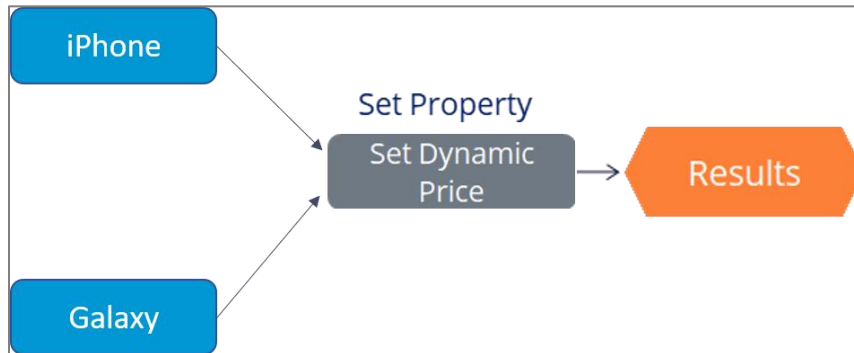 iPhone
Set Property
Set Dynamic
Price
Results
Galaxy